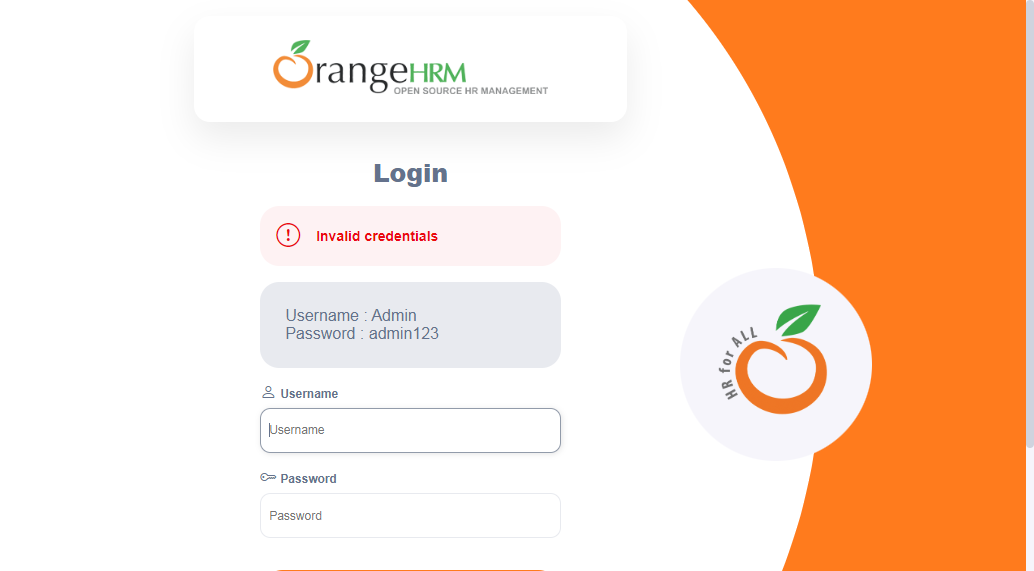 OrangeHRM
OPEN SOURCE HR MANAGEMENT
Login
Invalid credentials
Username : Admin
Password : admin123
Username
Username
Password
Password
HR for ALL